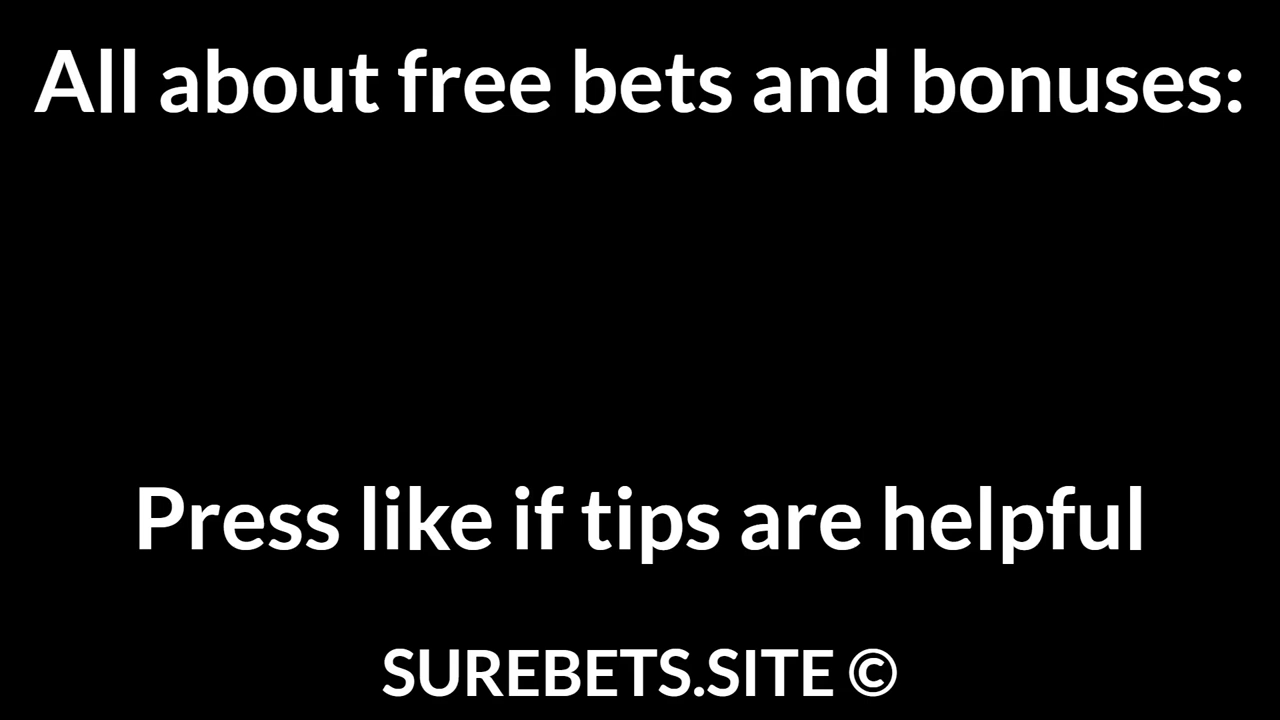 All about free bets and bonuses:
Press like if tips are helpful
SUREBETS.SITE ©